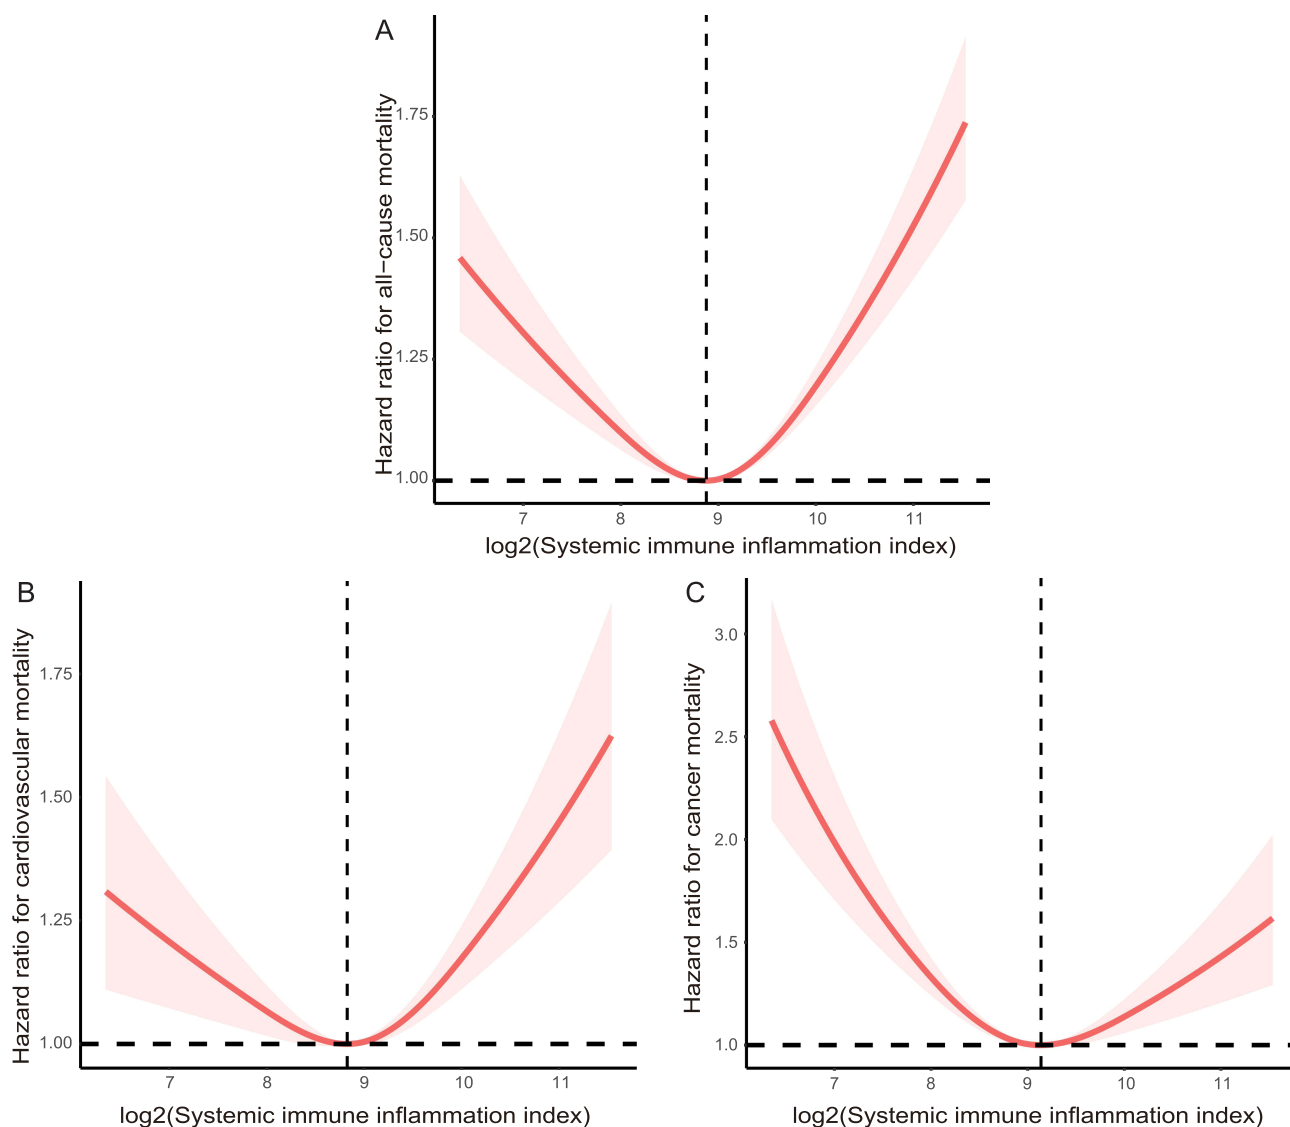 A
Hazard ratio for all−cause mortality
1.75
1.50
1.25
1.00
7 8 9 10 11
log2(Systemic immune inflammation index)
B
Hazard ratio for cardiovascular mortality
1.75
1.50
1.25
1.00
7 8 9 10 11
log2(Systemic immune inflammation index)
C
Hazard ratio for cancer mortality
3.0
2.5
2.0
1.5
1.0
7 8 9 10 11
log2(Systemic immune inflammation index)